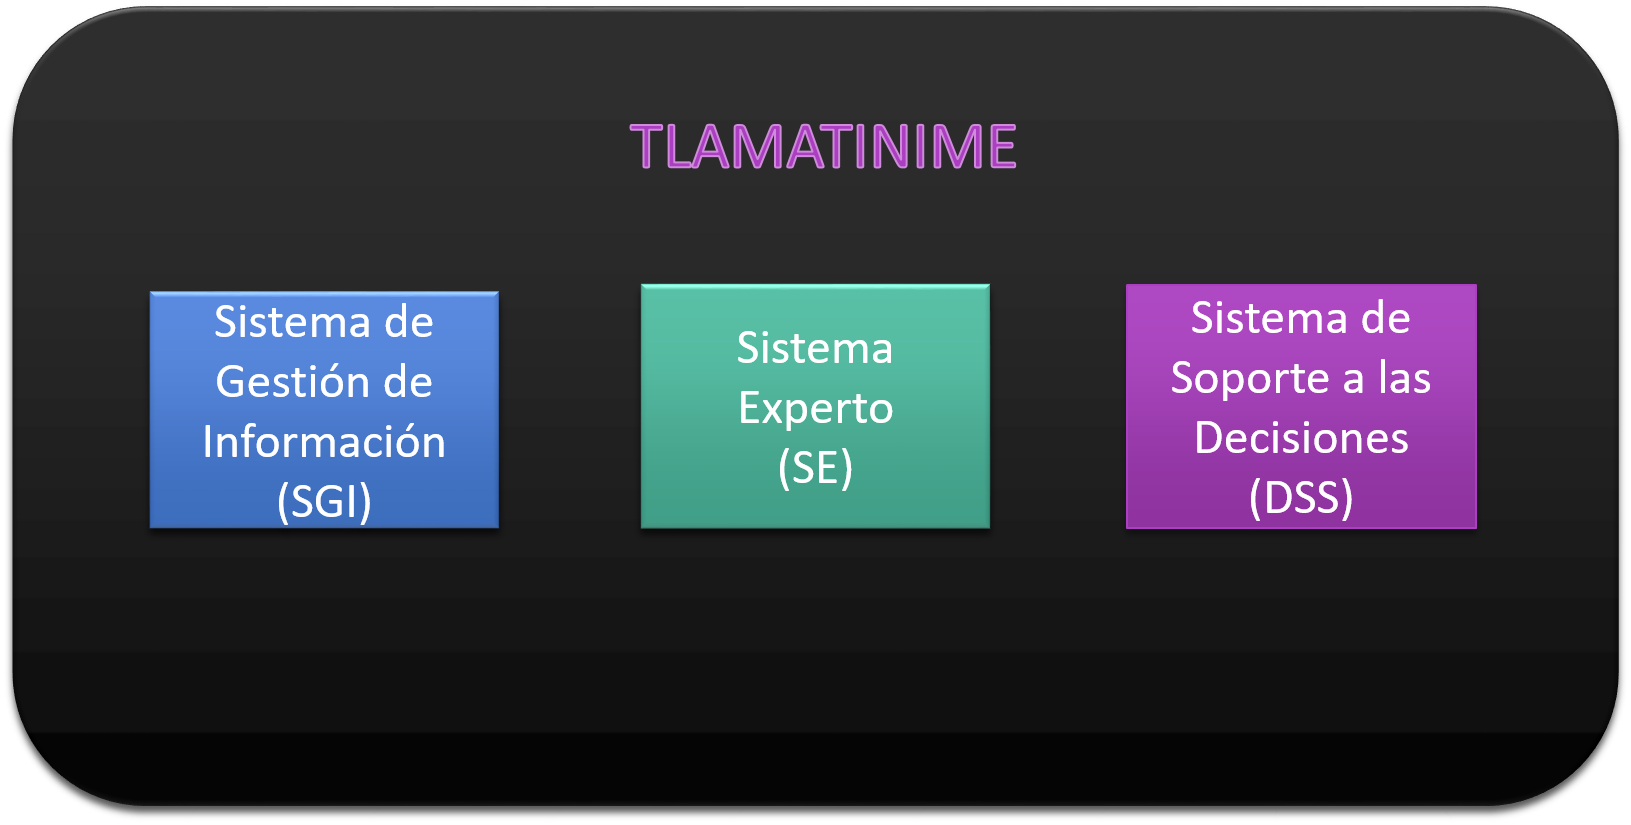 TLAMATINIME
Sistema de
Gestión de
Información
(SGI)
Sistema
Experto
(SE)
Sistema de
Soporte a las
Decisiones
(DSS)